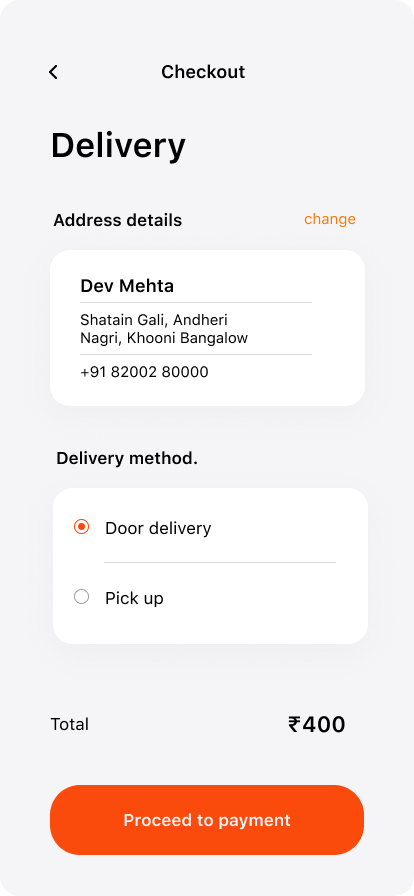 Checkout
Delivery
Address details
change
Dev Mehta
Shatain Gali, Andheri
Nagri, Khooni Bangalow
+91 82002 80000
Delivery method.
Door delivery
Pick up
Total
₹400
Proceed to payment